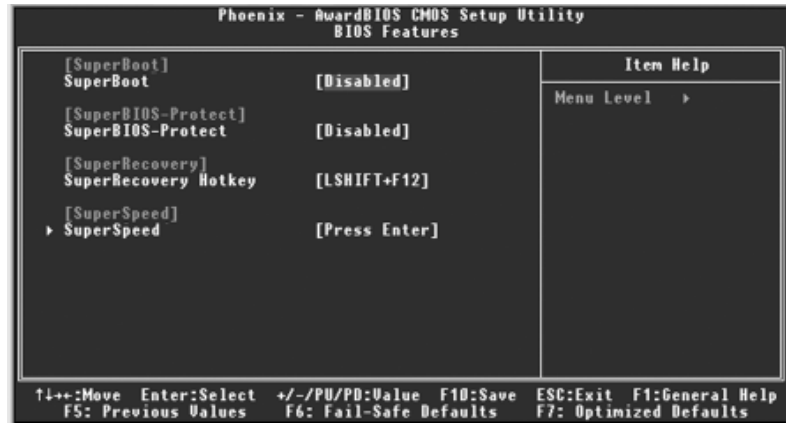 Phoenix - AwardBIOS CMOS Setup Utility
BIOS Features
[SuperBoot]
SuperBoot [Disabled]
[SuperBIOS-Protect]
SuperBIOS-Protect [Disabled]
[SuperRecovery]
SuperRecovery Hotkey [LSHIFT+F12]
[SuperSpeed]
▸ SuperSpeed [Press Enter]
Item Help
Menu Level ▸
↑↓→←:Move Enter:Select +/-/PU/PD:Value F10:Save ESC:Exit F1:General Help
F5: Previous Values F6: Fail-Safe Defaults F7: Optimized Defaults